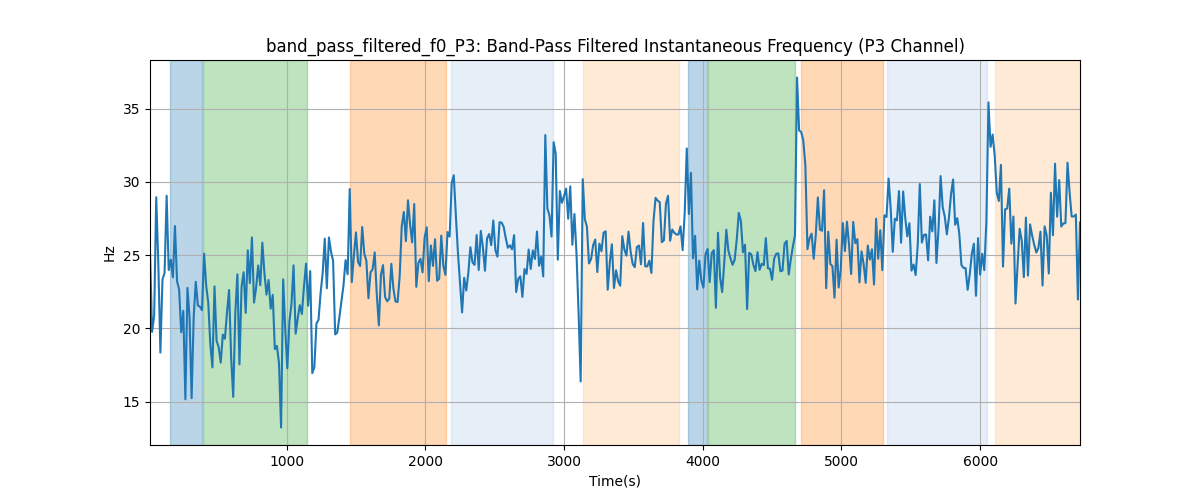 band_pass_filtered_f0_P3: Band-Pass Filtered Instantaneous Frequency (P3 Channel)
35
30
25
20
15
Hz
1000 2000 3000 4000 5000 6000
Time(s)